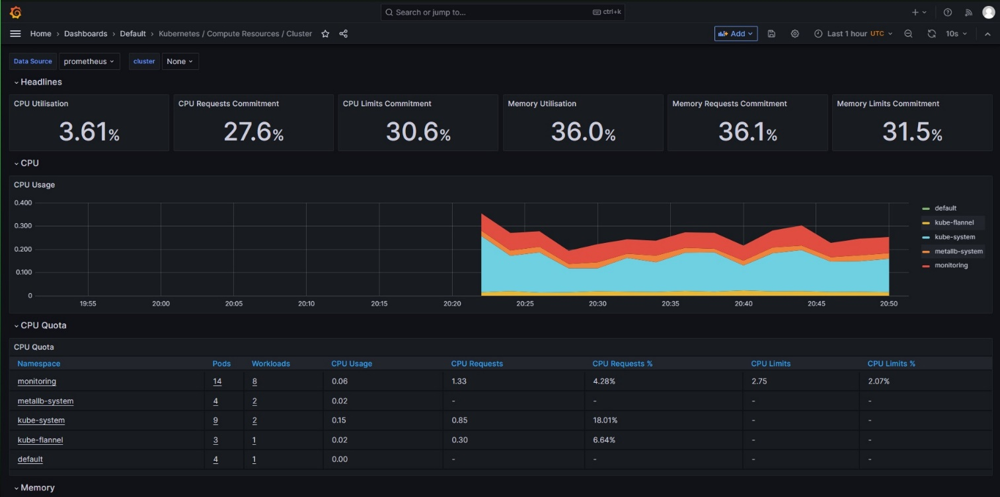 Search or jump to... ctrl+k
Home › Dashboards › Default › Kubernetes / Compute Resources / Cluster Add Last 1 hour UTC 10s
Data Source prometheus cluster None
Headlines
CPU Utilisation CPU Requests Commitment CPU Limits Commitment Memory Utilisation Memory Requests Commitment Memory Limits Commitment
3.61% 27.6% 30.6% 36.0% 36.1% 31.5%
CPU
CPU Usage
0.400
0.300
0.200
0.100
0
19:55 20:00 20:05 20:10 20:15 20:20 20:25 20:30 20:35 20:40 20:45 20:50
default
kube-flannel
kube-system
metallb-system
monitoring
CPU Quota
CPU Quota
Namespace Pods Workloads CPU Usage CPU Requests CPU Requests % CPU Limits CPU Limits %
monitoring 14 8 0.06 1.33 4.28% 2.75 2.07%
metallb-system 4 2 0.02 - - - -
kube-system 9 2 0.15 0.85 18.01% - -
kube-flannel 3 1 0.02 0.30 6.64% - -
default 4 1 0.00 - - - -
Memory